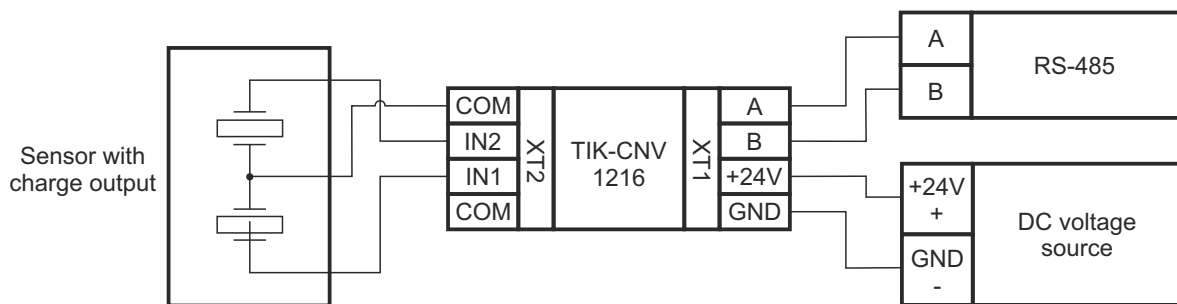 Sensor with
charge output
COM
IN2
IN1
COM
XT2
TIK-CNV
1216
XT1
A
B
+24V
GND
A
B
RS-485
+24V
+
GND
-
DC voltage
source